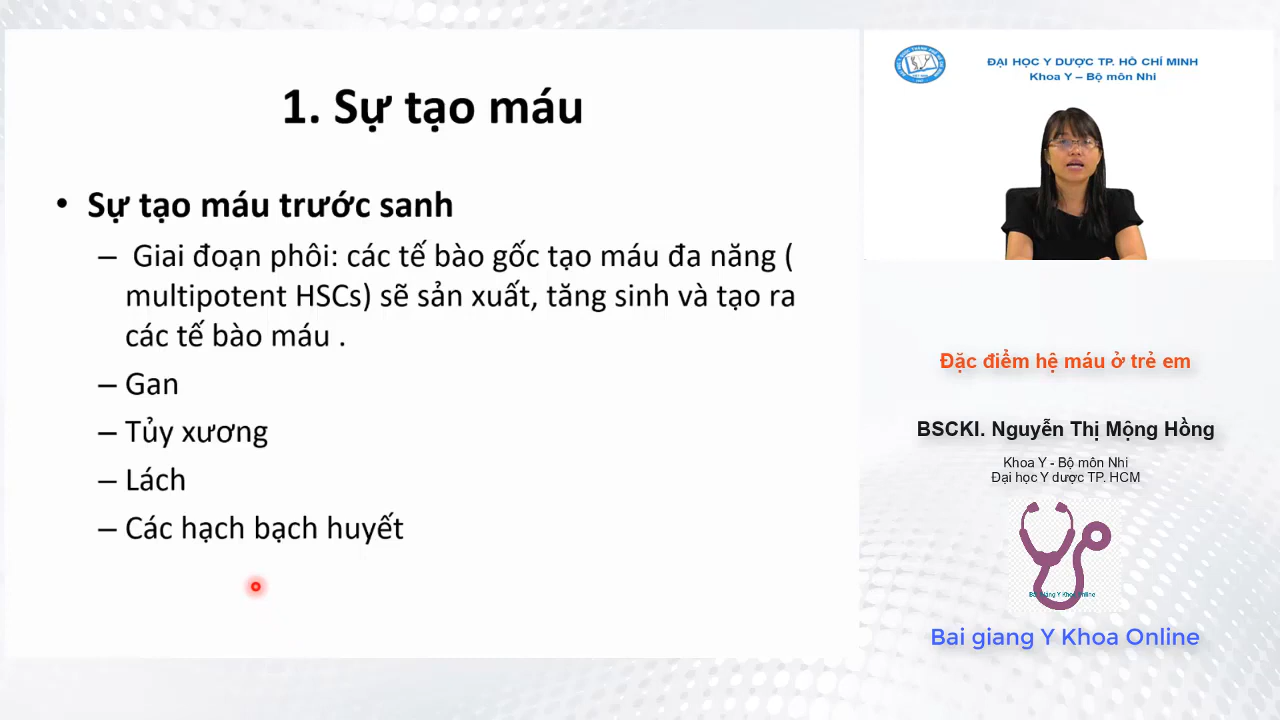 1. Sự tạo máu
• Sự tạo máu trước sanh
– Giai đoạn phôi: các tế bào gốc tạo máu đa năng (
multipotent HSCs) sẽ sản xuất, tăng sinh và tạo ra
các tế bào máu .
– Gan
– Tủy xương
– Lách
– Các hạch bạch huyết
ĐẠI HỌC Y DƯỢC TP. HỒ CHÍ MINH
Khoa Y – Bộ môn Nhi
Đặc điểm hệ máu ở trẻ em
BSCKI. Nguyễn Thị Mộng Hồng
Khoa Y - Bộ môn Nhi
Đại học Y dược TP. HCM
Bài Giảng Y Khoa Online
Bai giang Y Khoa Online